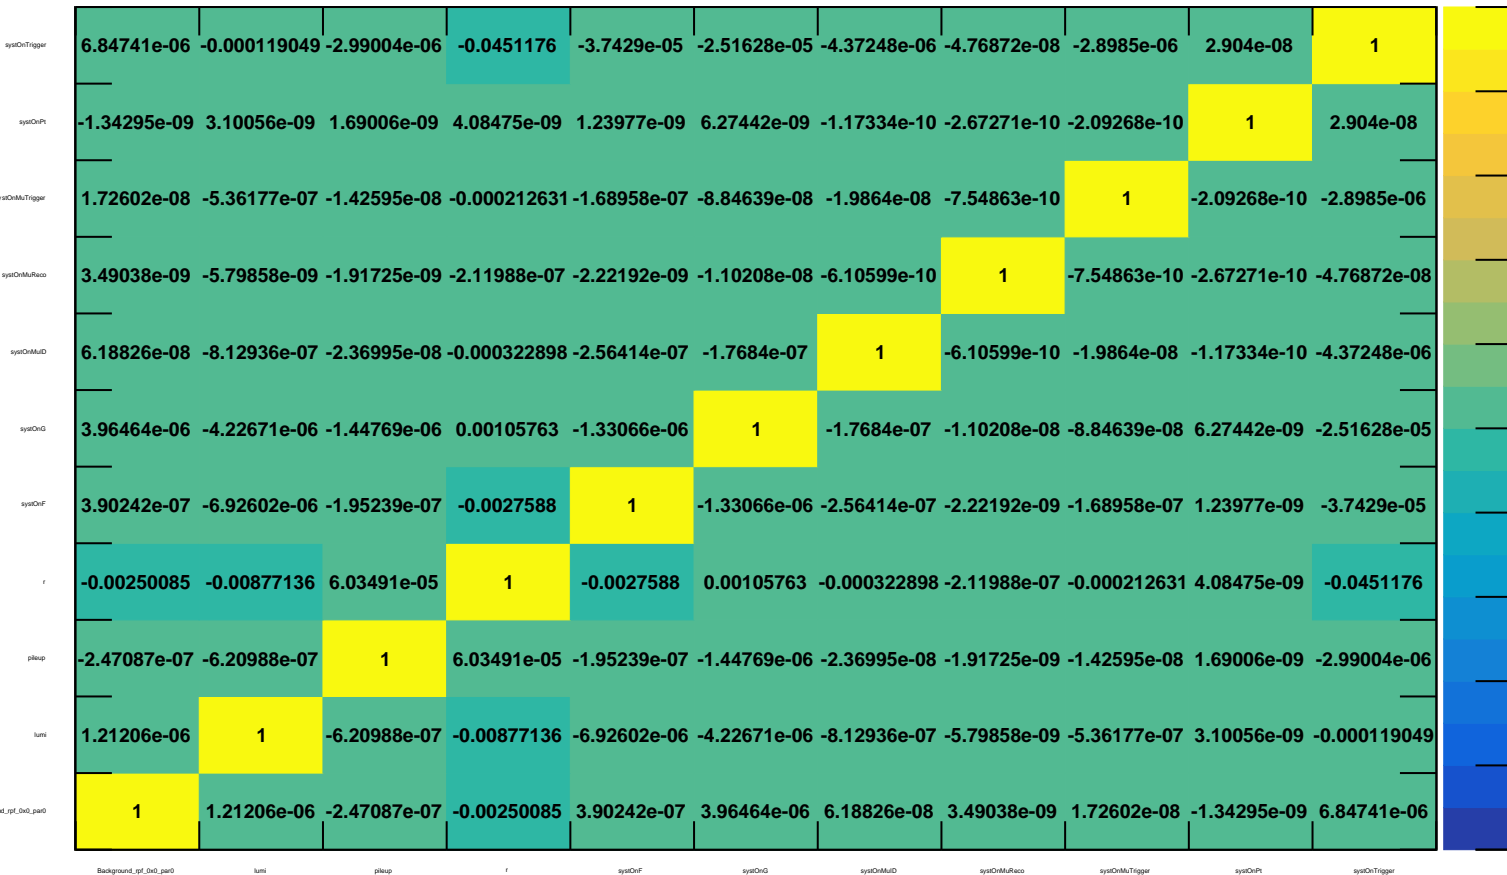 systOnTrigger 6.84741e-06 -0.000119049 -2.99004e-06 -0.0451176 -3.7429e-05 -2.51628e-05 -4.37248e-06 -4.76872e-08 -2.8985e-06 2.904e-08 1
systOnPt -1.34295e-09 3.10056e-09 1.69006e-09 4.08475e-09 1.23977e-09 6.27442e-09 -1.17334e-10 -2.67271e-10 -2.09268e-10 1 2.904e-08
stOnMuTrigger 1.72602e-08 -5.36177e-07 -1.42595e-08 -0.000212631 -1.68958e-07 -8.84639e-08 -1.9864e-08 -7.54863e-10 1 -2.09268e-10 -2.8985e-06
systOnMuReco 3.49038e-09 -5.79858e-09 -1.91725e-09 -2.11988e-07 -2.22192e-09 -1.10208e-08 -6.10599e-10 1 -7.54863e-10 -2.67271e-10 -4.76872e-08
systOnMuID 6.18826e-08 -8.12936e-07 -2.36995e-08 -0.000322898 -2.56414e-07 -1.7684e-07 1 -6.10599e-10 -1.9864e-08 -1.17334e-10 -4.37248e-06
systOnG 3.96464e-06 -4.22671e-06 -1.44769e-06 0.00105763 -1.33066e-06 1 -1.7684e-07 -1.10208e-08 -8.84639e-08 6.27442e-09 -2.51628e-05
systOnF 3.90242e-07 -6.92602e-06 -1.95239e-07 -0.0027588 1 -1.33066e-06 -2.56414e-07 -2.22192e-09 -1.68958e-07 1.23977e-09 -3.7429e-05
r -0.00250085 -0.00877136 6.03491e-05 1 -0.0027588 0.00105763 -0.000322898 -2.11988e-07 -0.000212631 4.08475e-09 -0.0451176
pileup -2.47087e-07 -6.20988e-07 1 6.03491e-05 -1.95239e-07 -1.44769e-06 -2.36995e-08 -1.91725e-09 -1.42595e-08 1.69006e-09 -2.99004e-06
lumi 1.21206e-06 1 -6.20988e-07 -0.00877136 -6.92602e-06 -4.22671e-06 -8.12936e-07 -5.79858e-09 -5.36177e-07 3.10056e-09 -0.000119049
d_rpf_0x0_par0 1 1.21206e-06 -2.47087e-07 -0.00250085 3.90242e-07 3.96464e-06 6.18826e-08 3.49038e-09 1.72602e-08 -1.34295e-09 6.84741e-06
Background_rpf_0x0_par0 lumi pileup r systOnF systOnG systOnMuID systOnMuReco systOnMuTrigger systOnPt systOnTrigger